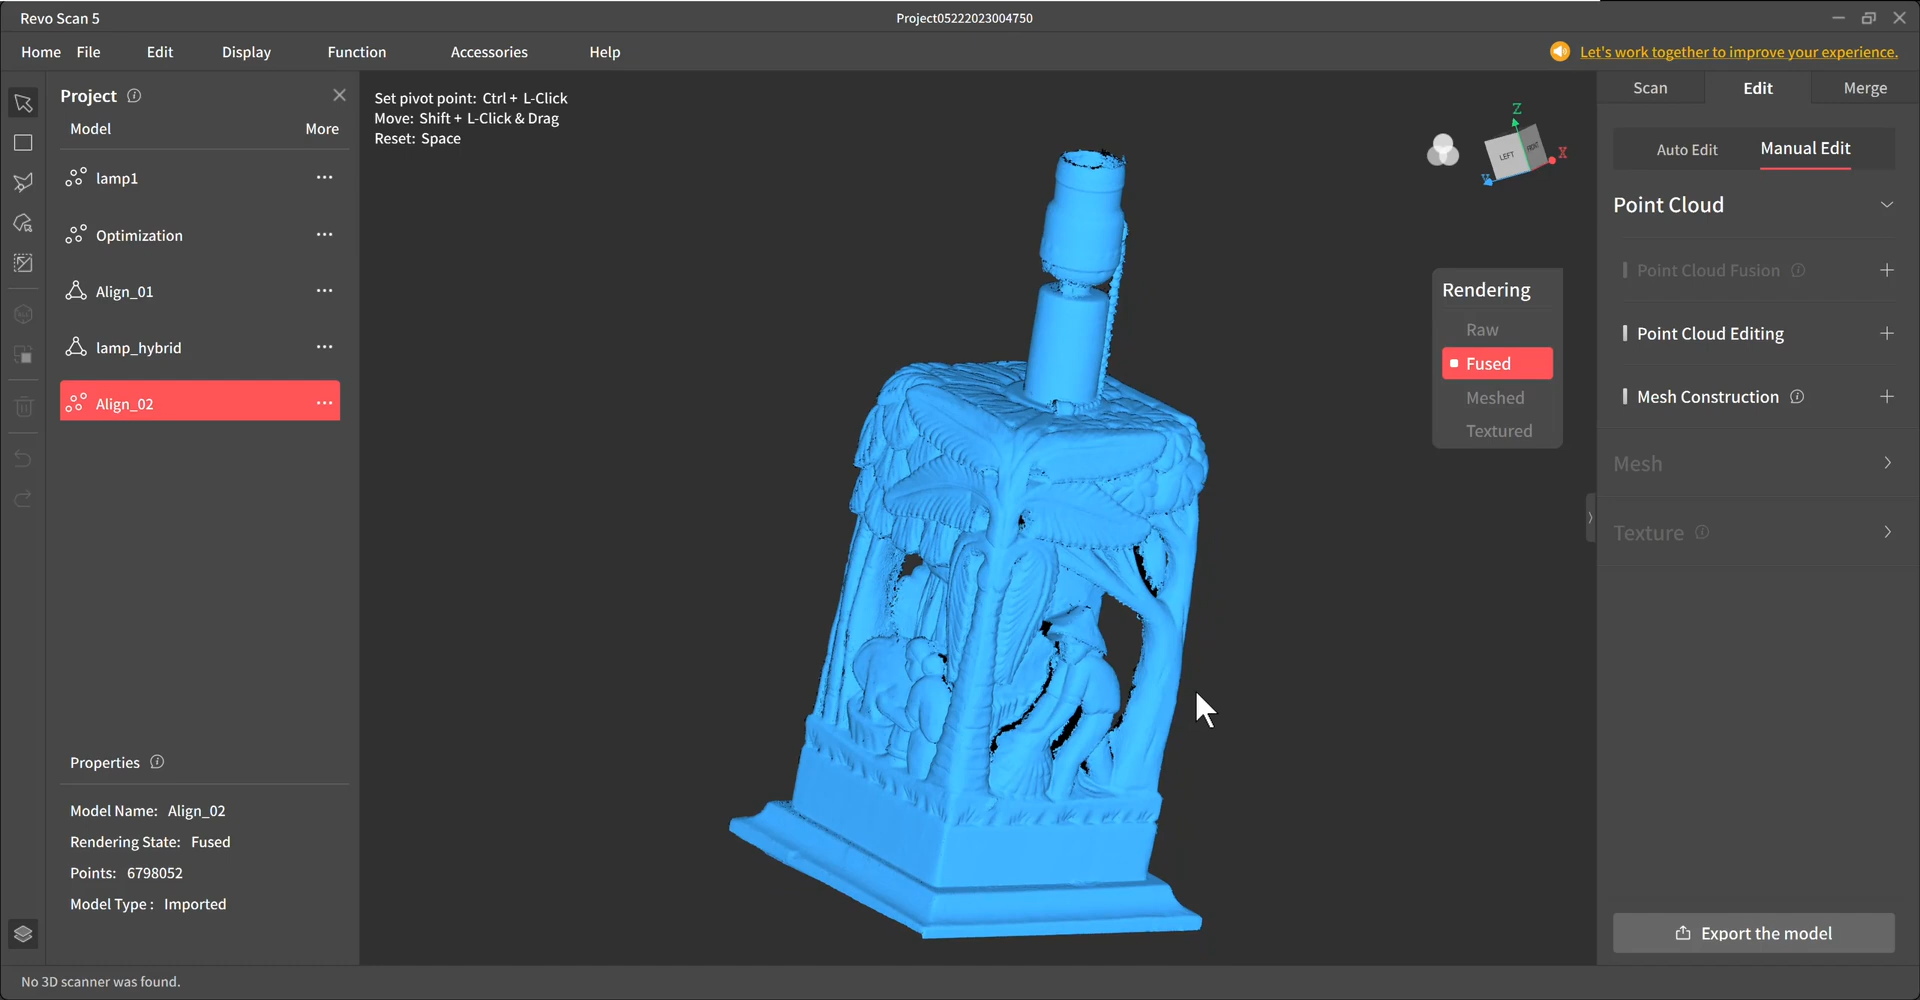 Revo Scan 5
Project05222023004750
Home File Edit Display Function Accessories Help
Let's work together to improve your experience.
Project
Model More
lamp1
Optimization
Align_01
lamp_hybrid
Align_02
Properties
Model Name: Align_02
Rendering State: Fused
Points: 6798052
Model Type : Imported
Set pivot point: Ctrl + L-Click
Move: Shift + L-Click & Drag
Reset: Space
Z
LEFT FRONT
X
Y
Rendering
Raw
Fused
Meshed
Textured
Scan Edit Merge
Auto Edit Manual Edit
Point Cloud
Point Cloud Fusion
Point Cloud Editing
Mesh Construction
Mesh
Texture
Export the model
No 3D scanner was found.